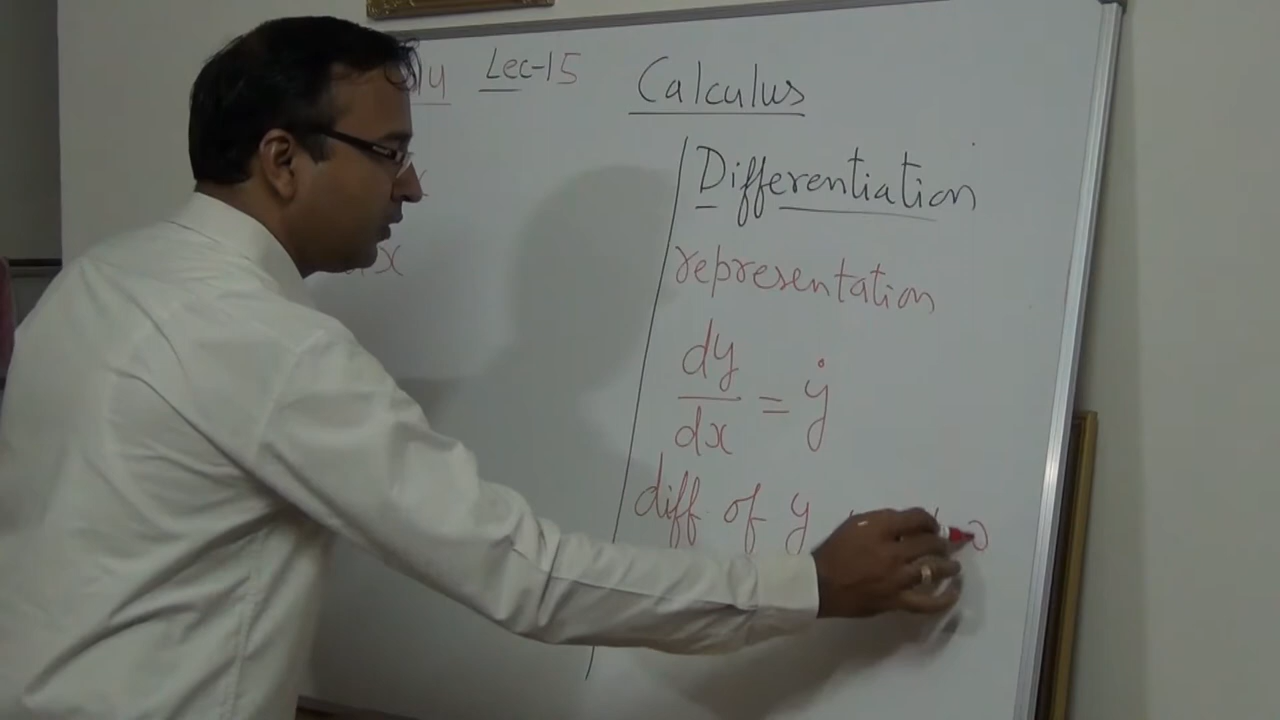 Lec-15
Calculus
Differentiation
representation
dy/dx = ẏ
diff of y